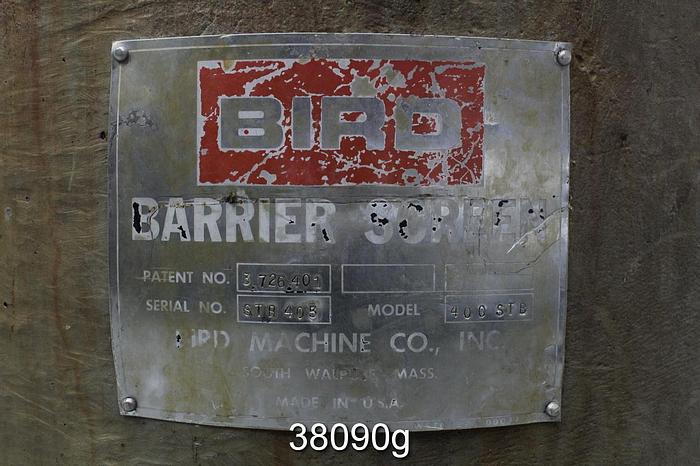 BIRD
BARRIER SCREEN
PATENT NO. 3,726,401
SERIAL NO. STB 405 MODEL 400 STB
BIRD MACHINE CO., INC.
SOUTH WALPOLE MASS.
MADE IN U.S.A.
38090g